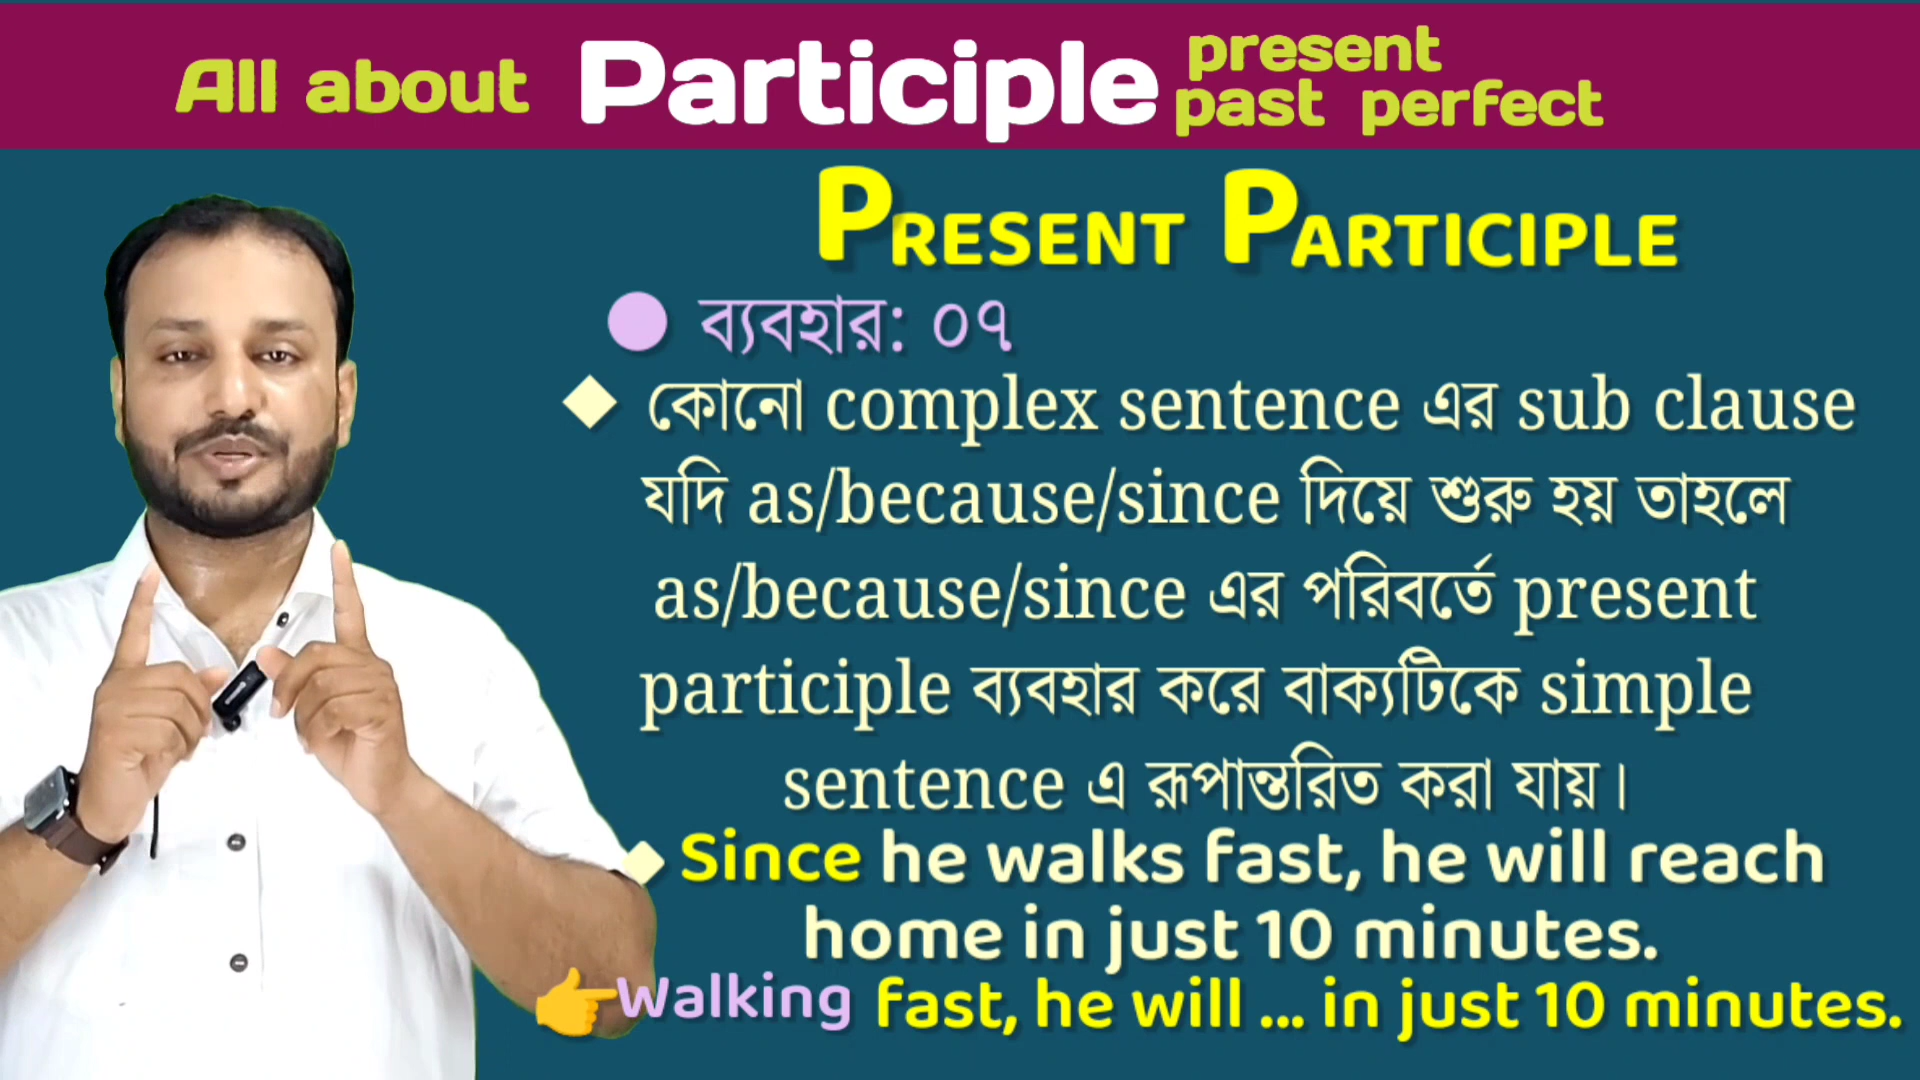 All about Participle present
past perfect
PRESENT PARTICIPLE
ব্যবহার: ০৭
কোনো complex sentence এর sub clause
যদি as/because/since দিয়ে শুরু হয় তাহলে
as/because/since এর পরিবর্তে present
participle ব্যবহার করে বাক্যটিকে simple
sentence এ রূপান্তরিত করা যায়।
Since he walks fast, he will reach
home in just 10 minutes.
Walking fast, he will ... in just 10 minutes.